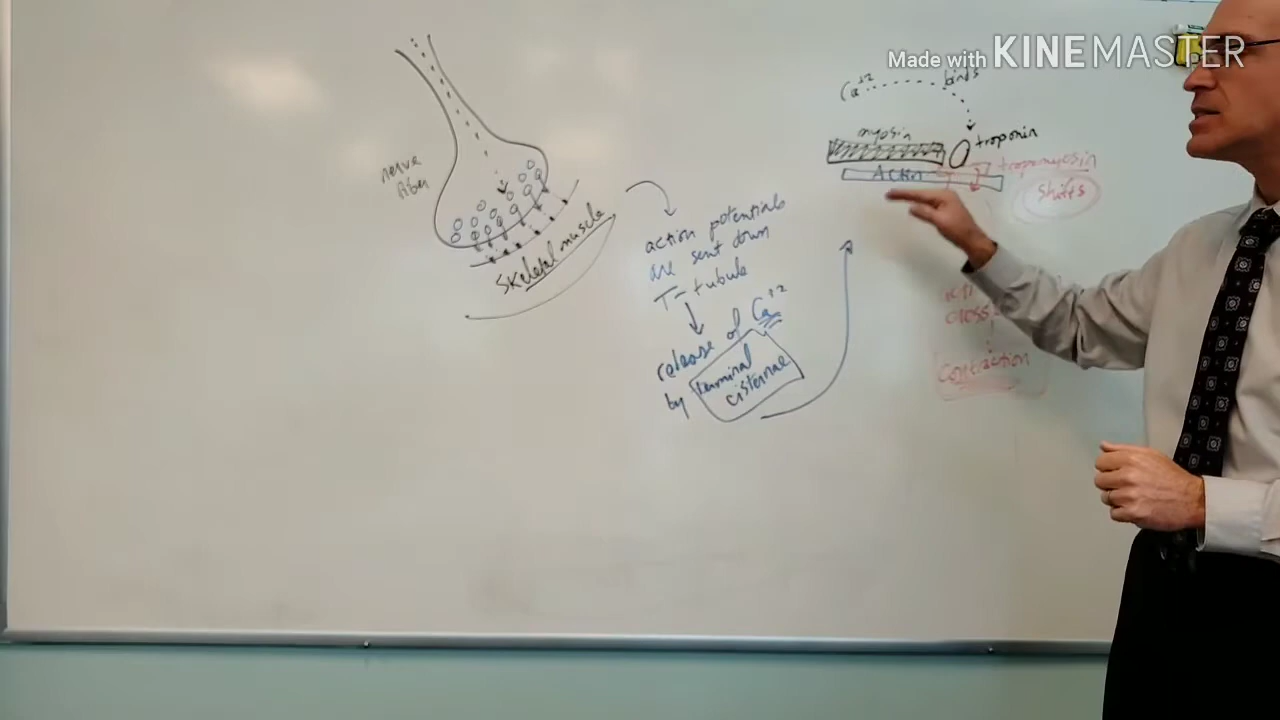 Made with KINEMASTER
nerve
fiber
Skeletal muscle
action potentials
are sent down
T-tubule
release of Ca+2
by terminal
cisternae
Ca+2 binds
myosin
troponin
Actin
tropomyosin
Shifts
Contraction